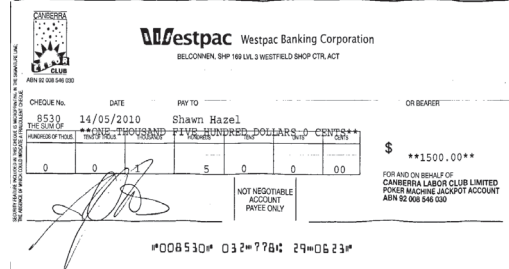 CANBERRA
LABOR
CLUB
ABN 92 008 546 030
Westpac Westpac Banking Corporation
BELCONNEN, SHP 169 LVL 3 WESTFIELD SHOP CTR, ACT
CHEQUE No. DATE PAY TO OR BEARER
8530 14/05/2010 Shawn Hazel
THE SUM OF **ONE THOUSAND FIVE HUNDRED DOLLARS 0 CENTS**
HUNDREDS OF THOUS. TENS OF THOUS. THOUSANDS HUNDREDS TENS UNITS CENTS
0 0 1 5 0 0 00
$ **1500.00**
NOT NEGOTIABLE
ACCOUNT
PAYEE ONLY
FOR AND ON BEHALF OF
CANBERRA LABOR CLUB LIMITED
POKER MACHINE JACKPOT ACCOUNT
ABN 92 008 546 030
⑈008530⑈ 032⑉778⑆ 29⑉0623⑈